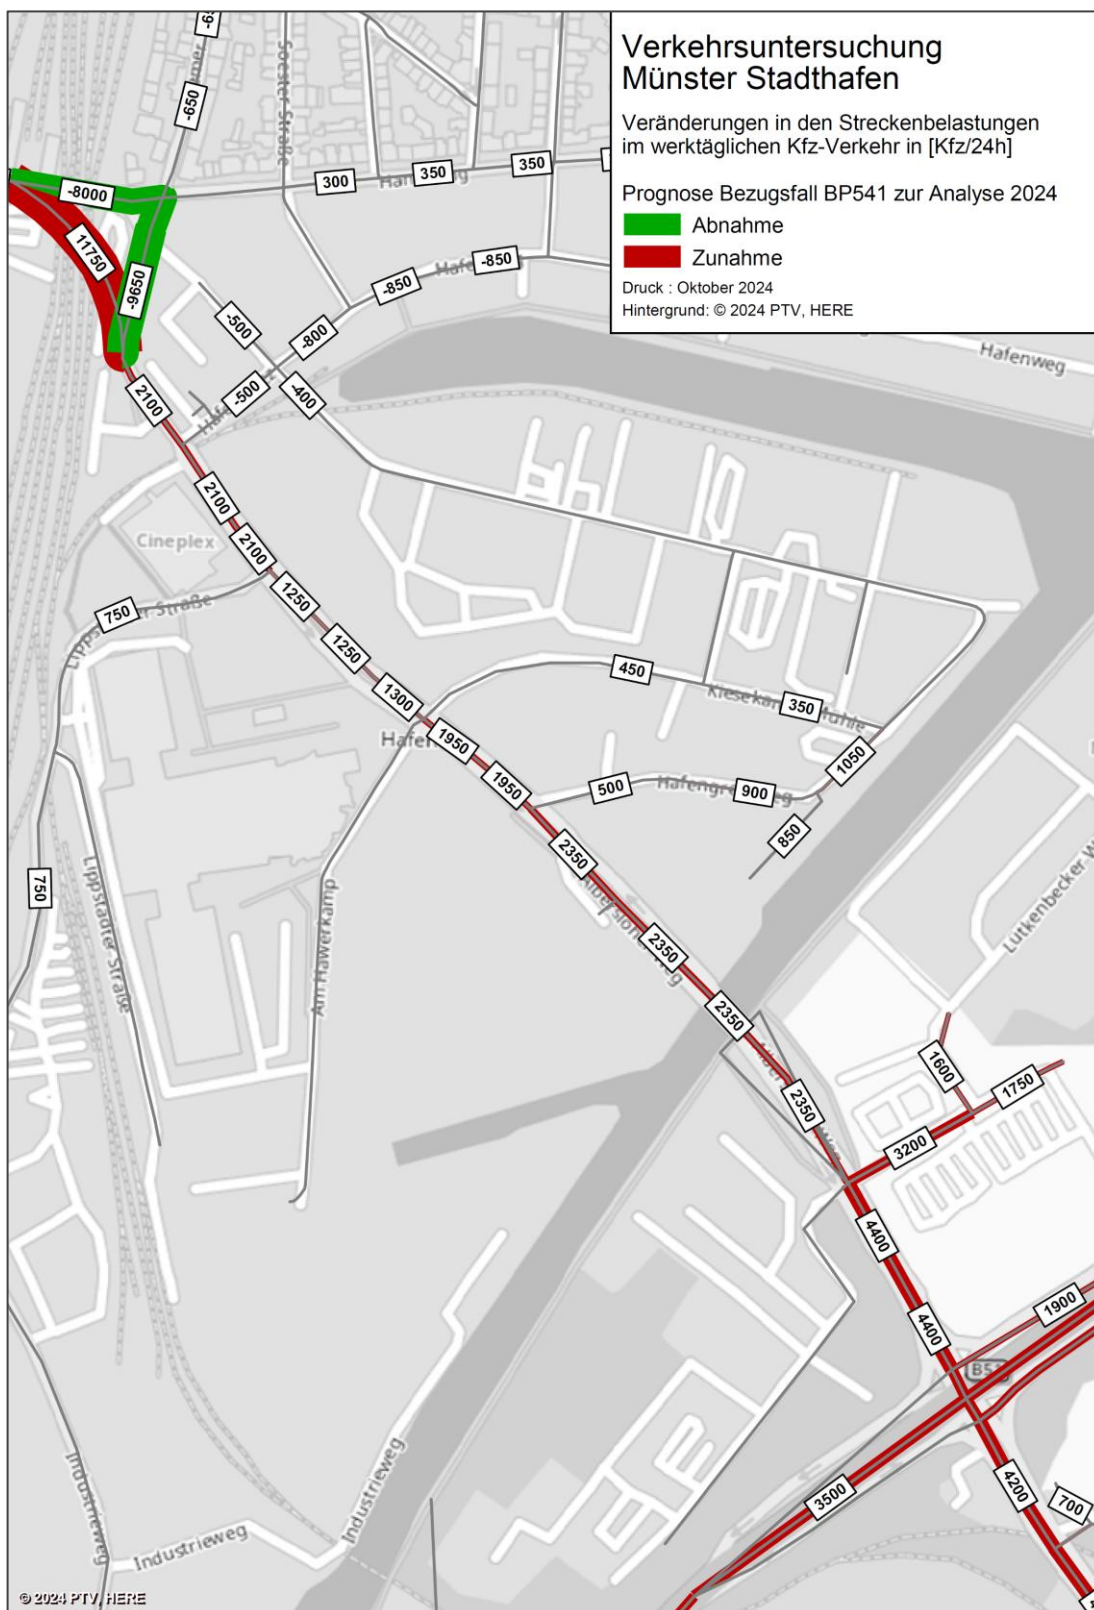 Verkehrsuntersuchung
Münster Stadthafen
Veränderungen in den Streckenbelastungen
im werktäglichen Kfz-Verkehr in [Kfz/24h]
Prognose Bezugsfall BP541 zur Analyse 2024
Abnahme
Zunahme
Druck : Oktober 2024
Hintergrund: © 2024 PTV, HERE
-650
Soester Straße
-8000
300
350
350
11750
-9650
-850
-850
-500
-800
-500
-400
Hafenweg
2100
2100
2100
Cineplex
1250
750
1250
450
350
1300
1950
1950
500
900
1050
850
2350
750
Lippstädter Straße
Am Hawerkamp
2350
2350
2350
1600
1750
3200
4400
4400
1900
B51
3500
4200
700
Industrieweg
Industrieweg
Industrieweg
© 2024 PTV, HERE